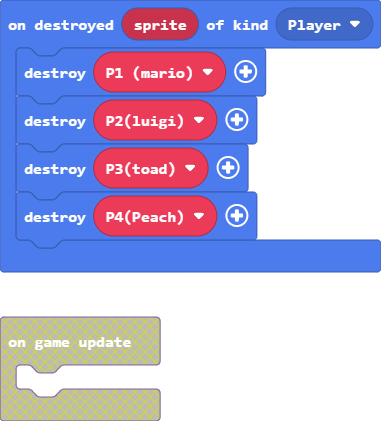 on destroyed sprite of kind Player
destroy P1 (mario)
destroy P2(luigi)
destroy P3(toad)
destroy P4(Peach)
on game update